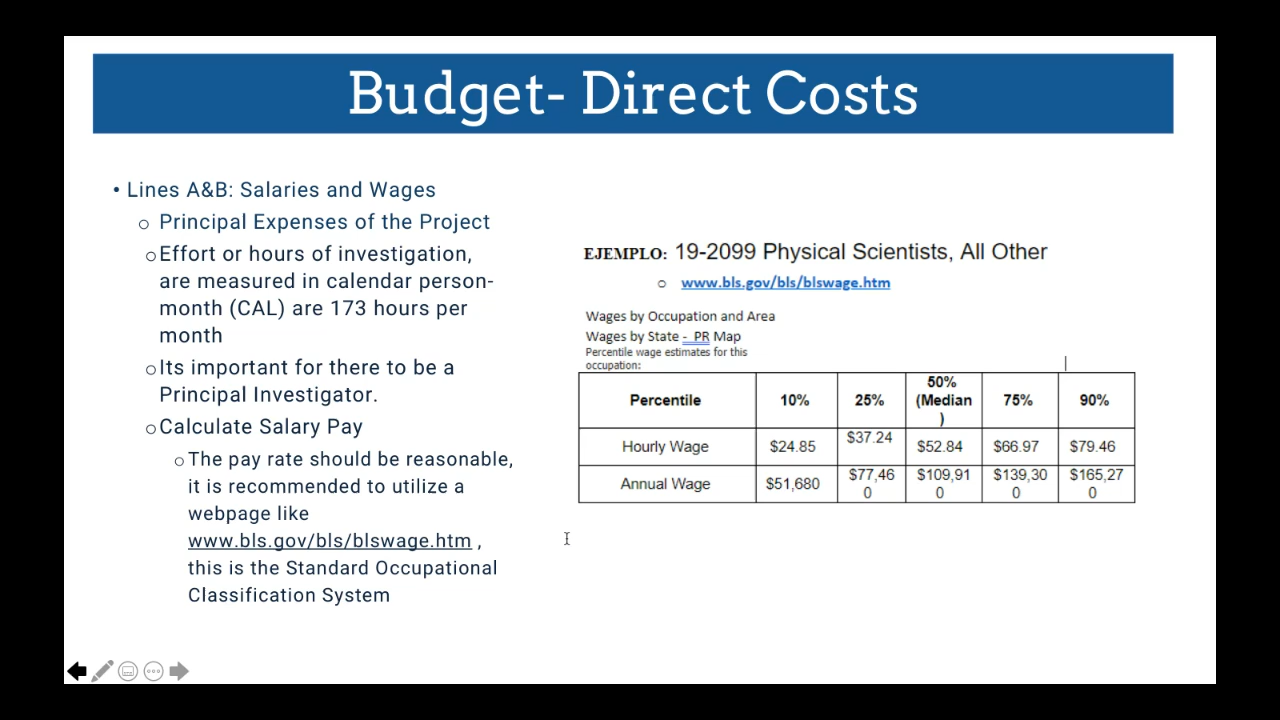 Budget- Direct Costs
• Lines A&B: Salaries and Wages
o Principal Expenses of the Project
o Effort or hours of investigation,
are measured in calendar person-
month (CAL) are 173 hours per
month
o Its important for there to be a
Principal Investigator.
o Calculate Salary Pay
o The pay rate should be reasonable,
it is recommended to utilize a
webpage like
www.bls.gov/bls/blswage.htm ,
this is the Standard Occupational
Classification System
EJEMPLO: 19-2099 Physical Scientists, All Other
o www.bls.gov/bls/blswage.htm
Wages by Occupation and Area
Wages by State - PR Map
Percentile wage estimates for this
occupation:
Percentile 10% 25% 50% (Median ) 75% 90%
Hourly Wage $24.85 $37.24 $52.84 $66.97 $79.46
Annual Wage $51,680 $77,46 0 $109,91 0 $139,30 0 $165,27 0